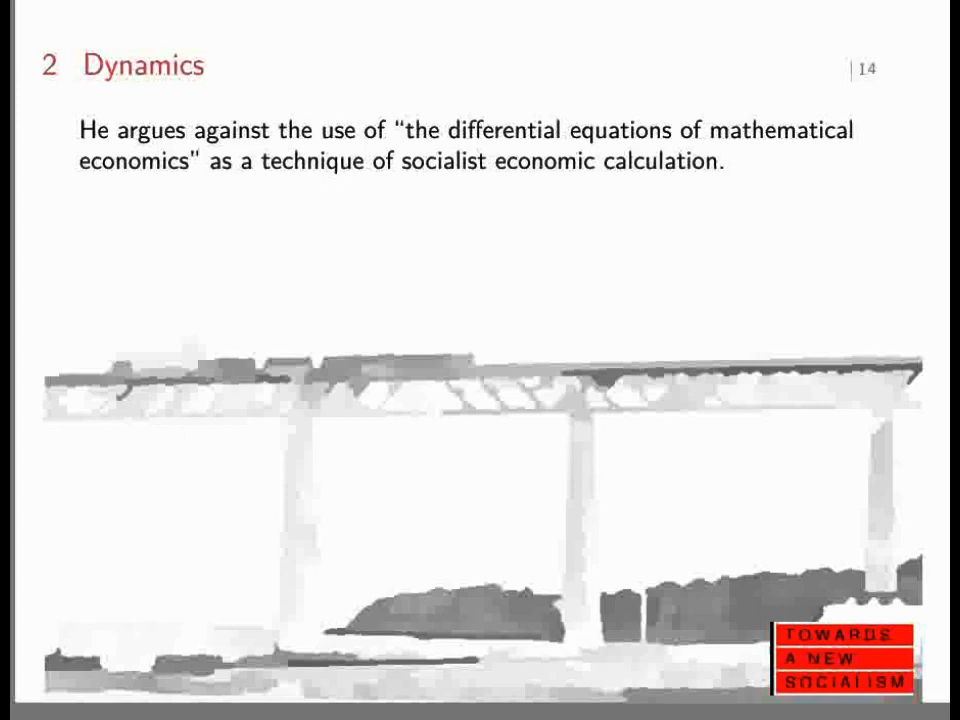 2 Dynamics
14
He argues against the use of “the differential equations of mathematical
economics” as a technique of socialist economic calculation.
TOWARDS
A NEW
SOCIALISM